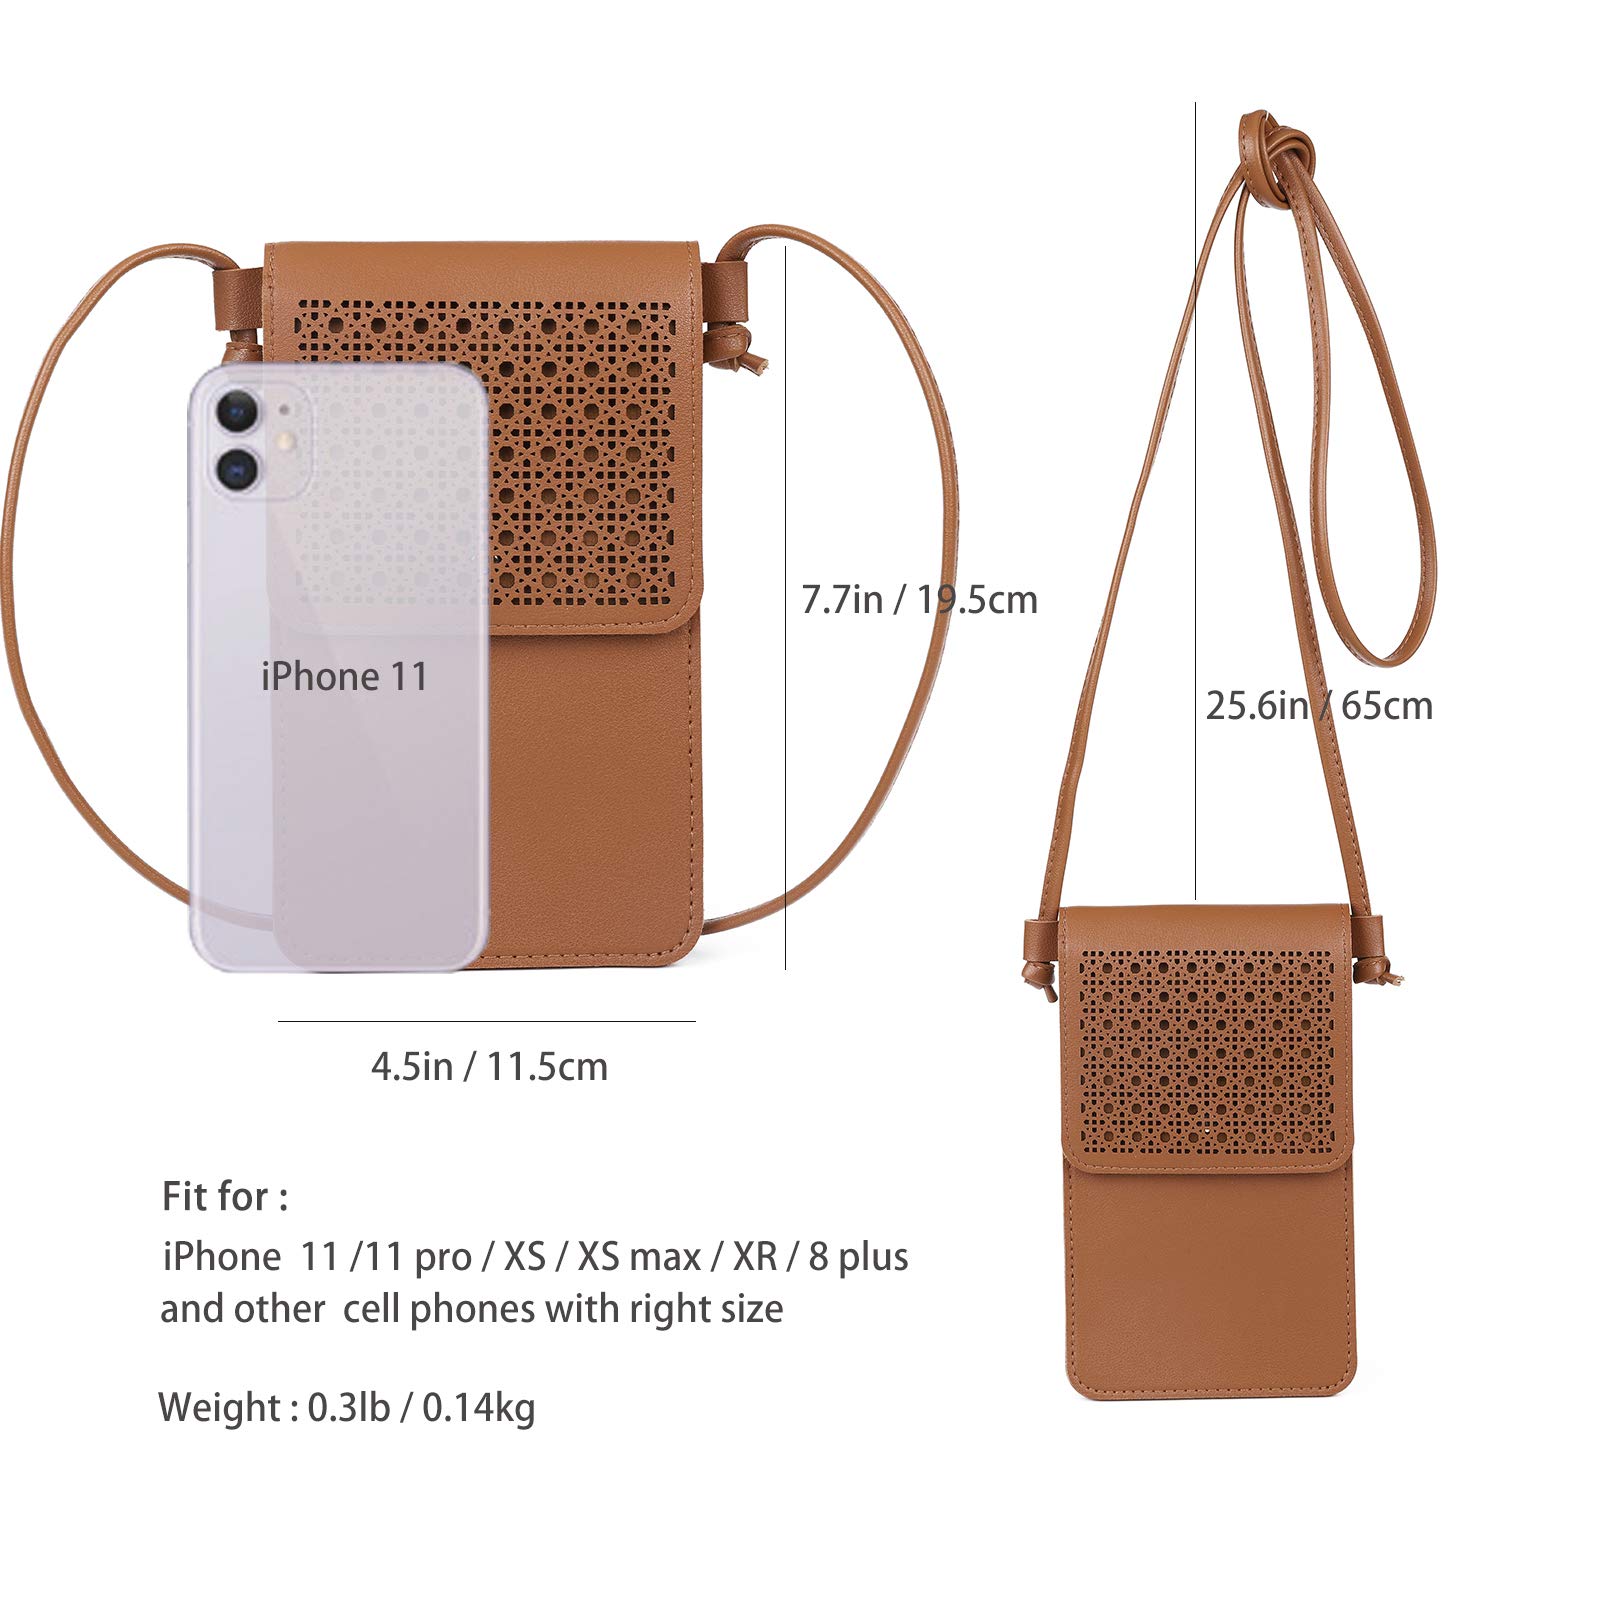 iPhone 11
7.7in / 19.5cm
4.5in / 11.5cm
25.6in / 65cm
Fit for :
iPhone 11 /11 pro / XS / XS max / XR / 8 plus
and other cell phones with right size
Weight : 0.3lb / 0.14kg